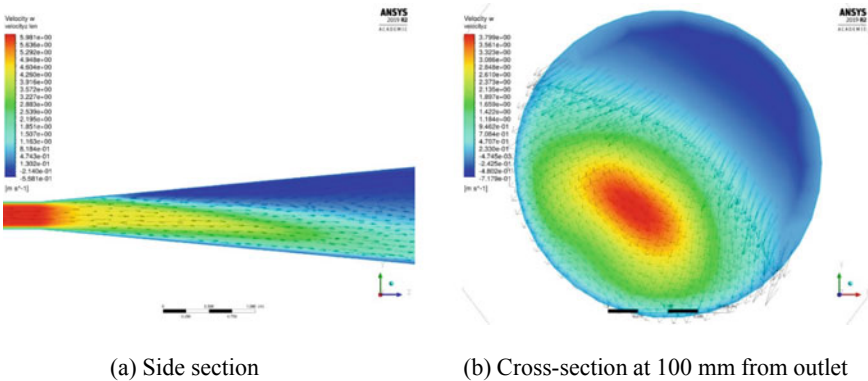 Velocity w
ANSYS
2019 R2
ACADEMIC
5.981e+00
5.636e+00
5.292e+00
4.948e+00
4.604e+00
4.260e+00
3.916e+00
3.572e+00
3.227e+00
2.883e+00
2.539e+00
2.195e+00
1.851e+00
1.507e+00
1.163e+00
8.184e-01
4.743e-01
1.302e-01
-2.140e-01
-5.581e-01
[m s^-1]
(a) Side section
Velocity w
ANSYS
2019 R2
ACADEMIC
3.799e+00
3.561e+00
3.323e+00
3.086e+00
2.848e+00
2.610e+00
2.373e+00
2.135e+00
1.897e+00
1.659e+00
1.422e+00
1.184e+00
9.462e-01
7.084e-01
4.707e-01
2.330e-01
-4.745e-03
-2.425e-01
-4.802e-01
-7.179e-01
[m s^-1]
(b) Cross-section at 100 mm from outlet